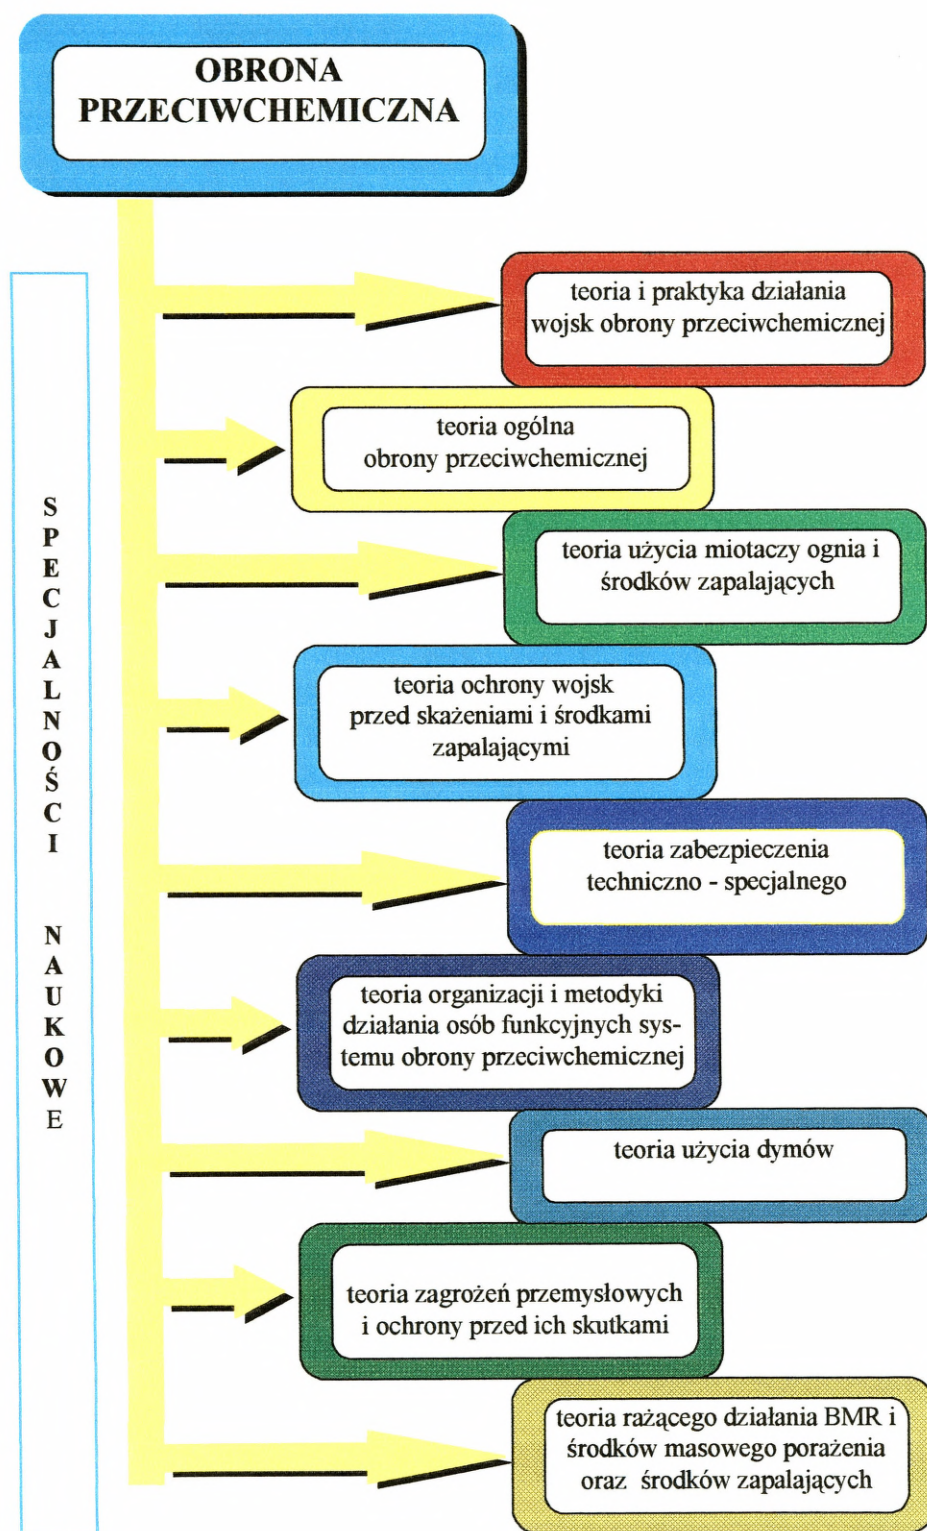 OBRONA
PRZECIWCHEMICZNA
SPECJALNOŚCI
NAUKOWE
teoria i praktyka działania
wojsk obrony przeciwchemicznej
teoria ogólna
obrony przeciwchemicznej
teoria użycia miotaczy ognia i
środków zapalających
teoria ochrony wojsk
przed skażeniami i środkami
zapalającymi
teoria zabezpieczenia
techniczno - specjalnego
teoria organizacji i metodyki
działania osób funkcyjnych sys-
temu obrony przeciwchemicznej
teoria użycia dymów
teoria zagrożeń przemysłowych
i ochrony przed ich skutkami
teoria rażącego działania BMR i
środków masowego porażenia
oraz środków zapalających